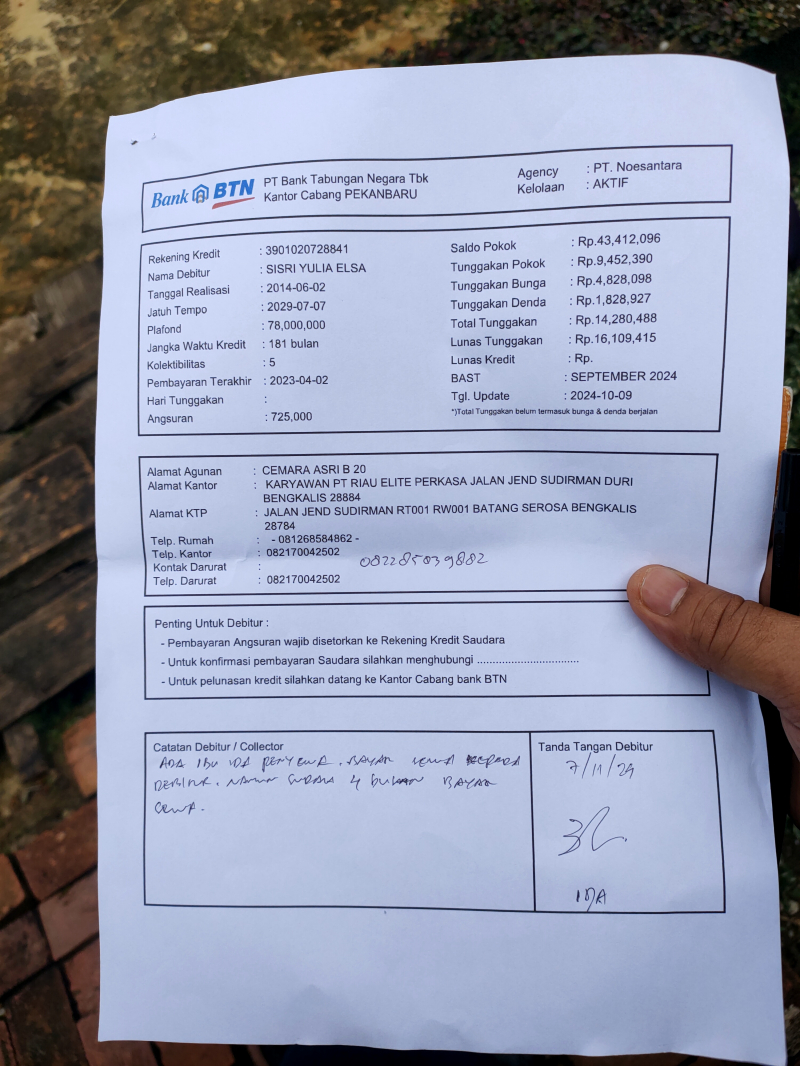 Bank BTN
PT Bank Tabungan Negara Tbk
Kantor Cabang PEKANBARU
Agency : PT. Noesantara
Kelolaan : AKTIF
Rekening Kredit : 3901020728841
Nama Debitur : SISRI YULIA ELSA
Tanggal Realisasi : 2014-06-02
Jatuh Tempo : 2029-07-07
Plafond : 78,000,000
Jangka Waktu Kredit : 181 bulan
Kolektibilitas : 5
Pembayaran Terakhir : 2023-04-02
Hari Tunggakan :
Angsuran : 725,000
Saldo Pokok : Rp.43,412,096
Tunggakan Pokok : Rp.9,452,390
Tunggakan Bunga : Rp.4,828,098
Tunggakan Denda : Rp.1,828,927
Total Tunggakan : Rp.14,280,488
Lunas Tunggakan : Rp.16,109,415
Lunas Kredit : Rp.
BAST : SEPTEMBER 2024
Tgl. Update : 2024-10-09
*)Total Tunggakan belum termasuk bunga & denda berjalan
Alamat Agunan : CEMARA ASRI B 20
Alamat Kantor : KARYAWAN PT RIAU ELITE PERKASA JALAN JEND SUDIRMAN DURI
BENGKALIS 28884
Alamat KTP : JALAN JEND SUDIRMAN RT001 RW001 BATANG SEROSA BENGKALIS
28784
Telp. Rumah : - 081268584862 -
Telp. Kantor : 082170042502
Kontak Darurat :
082285039882
Telp. Darurat : 082170042502
Penting Untuk Debitur :
- Pembayaran Angsuran wajib disetorkan ke Rekening Kredit Saudara
- Untuk konfirmasi pembayaran Saudara silahkan menghubungi .................................
- Untuk pelunasan kredit silahkan datang ke Kantor Cabang bank BTN
Catatan Debitur / Collector
ADA IBU IDA PENYEWA. BAYAR SEWA KEPADA
DEBITUR. NAMUN SUDAH 4 BULAN BAYAR
SEWA.
Tanda Tangan Debitur
7/11/24
IDA